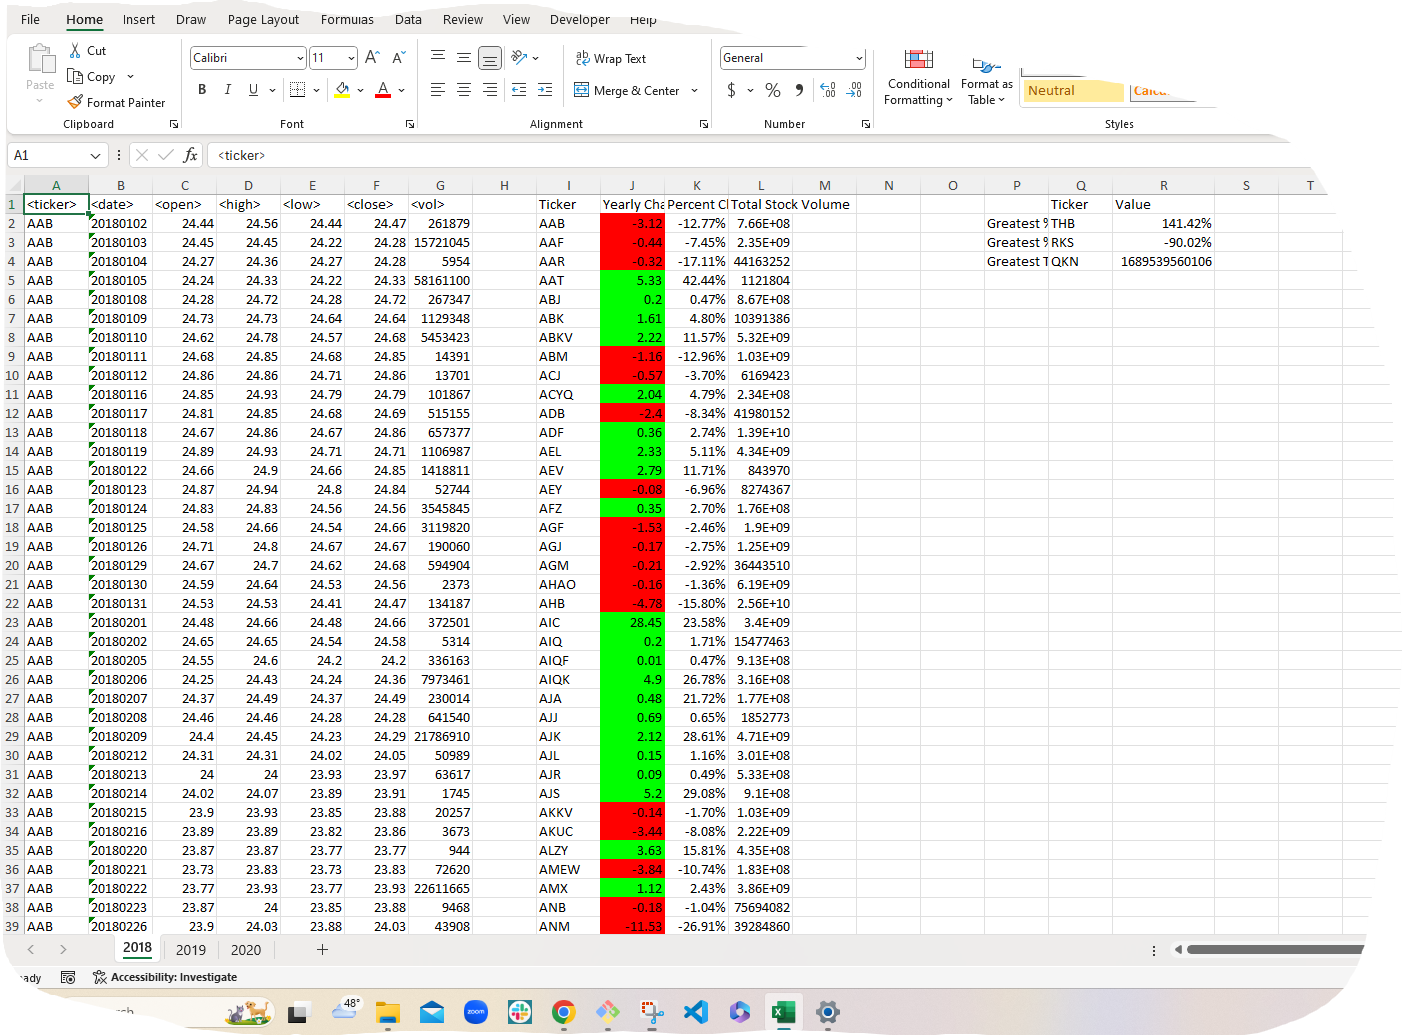 File Home Insert Draw Page Layout Formulas Data Review View Developer Help
Paste Cut Copy Format Painter
Calibri 11
B I U A
Wrap Text
Merge & Center
General
$ % 9
Conditional Formatting Format as Table
Neutral
Clipboard Font Alignment Number Styles
A1 fx <ticker>
A B C D E F G H I J K L M N O P Q R S T
1 <ticker> <date> <open> <high> <low> <close> <vol> Ticker Yearly Cha Percent Cl Total Stock Volume Ticker Value
2 AAB 20180102 24.44 24.56 24.44 24.47 261879 AAB -3.12 -12.77% 7.66E+08 Greatest % THB 141.42%
3 AAB 20180103 24.45 24.45 24.22 24.28 15721045 AAF -0.44 -7.45% 2.35E+09 Greatest % RKS -90.02%
4 AAB 20180104 24.27 24.36 24.27 24.28 5954 AAR -0.32 -17.11% 44163252 Greatest T QKN 1689539560106
5 AAB 20180105 24.24 24.33 24.22 24.33 58161100 AAT 5.33 42.44% 1121804
6 AAB 20180108 24.28 24.72 24.28 24.72 267347 ABJ 0.2 0.47% 8.67E+08
7 AAB 20180109 24.73 24.73 24.64 24.64 1129348 ABK 1.61 4.80% 10391386
8 AAB 20180110 24.62 24.78 24.57 24.68 5453423 ABKV 2.22 11.57% 5.32E+09
9 AAB 20180111 24.68 24.85 24.68 24.85 14391 ABM -1.16 -12.96% 1.03E+09
10 AAB 20180112 24.86 24.86 24.71 24.86 13701 ACJ -0.57 -3.70% 6169423
11 AAB 20180116 24.85 24.93 24.79 24.79 101867 ACYQ 2.04 4.79% 2.34E+08
12 AAB 20180117 24.81 24.85 24.68 24.69 515155 ADB -2.4 -8.34% 41980152
13 AAB 20180118 24.67 24.86 24.67 24.86 657377 ADF 0.36 2.74% 1.39E+10
14 AAB 20180119 24.89 24.93 24.71 24.71 1106987 AEL 2.33 5.11% 4.34E+09
15 AAB 20180122 24.66 24.9 24.66 24.85 1418811 AEV 2.79 11.71% 843970
16 AAB 20180123 24.87 24.94 24.8 24.84 52744 AEY -0.08 -6.96% 8274367
17 AAB 20180124 24.83 24.83 24.56 24.56 3545845 AFZ 0.35 2.70% 1.76E+08
18 AAB 20180125 24.58 24.66 24.54 24.66 3119820 AGF -1.53 -2.46% 1.9E+09
19 AAB 20180126 24.71 24.8 24.67 24.67 190060 AGJ -0.17 -2.75% 1.25E+09
20 AAB 20180129 24.67 24.7 24.62 24.68 594904 AGM -0.21 -2.92% 36443510
21 AAB 20180130 24.59 24.64 24.53 24.56 2373 AHAO -0.16 -1.36% 6.19E+09
22 AAB 20180131 24.53 24.53 24.41 24.47 134187 AHB -4.78 -15.80% 2.56E+10
23 AAB 20180201 24.48 24.66 24.48 24.66 372501 AIC 28.45 23.58% 3.4E+09
24 AAB 20180202 24.65 24.65 24.54 24.58 5314 AIQ 0.2 1.71% 15477463
25 AAB 20180205 24.55 24.6 24.2 24.2 336163 AIQF 0.01 0.47% 9.13E+08
26 AAB 20180206 24.25 24.43 24.24 24.36 7973461 AIQK 4.9 26.78% 3.16E+08
27 AAB 20180207 24.37 24.49 24.37 24.49 230014 AJA 0.48 21.72% 1.77E+08
28 AAB 20180208 24.46 24.46 24.28 24.28 641540 AJJ 0.69 0.65% 1852773
29 AAB 20180209 24.4 24.45 24.23 24.29 21786910 AJK 2.12 28.61% 4.71E+09
30 AAB 20180212 24.31 24.31 24.02 24.05 50989 AJL 0.15 1.16% 3.01E+08
31 AAB 20180213 24 24 23.93 23.97 63617 AJR 0.09 0.49% 5.33E+08
32 AAB 20180214 24.02 24.07 23.89 23.91 1745 AJS 5.2 29.08% 9.1E+08
33 AAB 20180215 23.9 23.93 23.85 23.88 20257 AKKV -0.14 -1.70% 1.03E+09
34 AAB 20180216 23.89 23.89 23.82 23.86 3673 AKUC -3.44 -8.08% 2.22E+09
35 AAB 20180220 23.87 23.87 23.77 23.77 944 ALZY 3.63 15.81% 4.35E+08
36 AAB 20180221 23.73 23.83 23.73 23.83 72620 AMEW -3.84 -10.74% 1.83E+08
37 AAB 20180222 23.77 23.93 23.77 23.93 22611665 AMX 1.12 2.43% 3.86E+09
38 AAB 20180223 23.87 24 23.85 23.88 9468 ANB -0.18 -1.04% 75694082
39 AAB 20180226 23.9 24.03 23.88 24.03 43908 ANM -11.53 -26.91% 39284860
2018 2019 2020 +
Accessibility: Investigate
48°
zoom